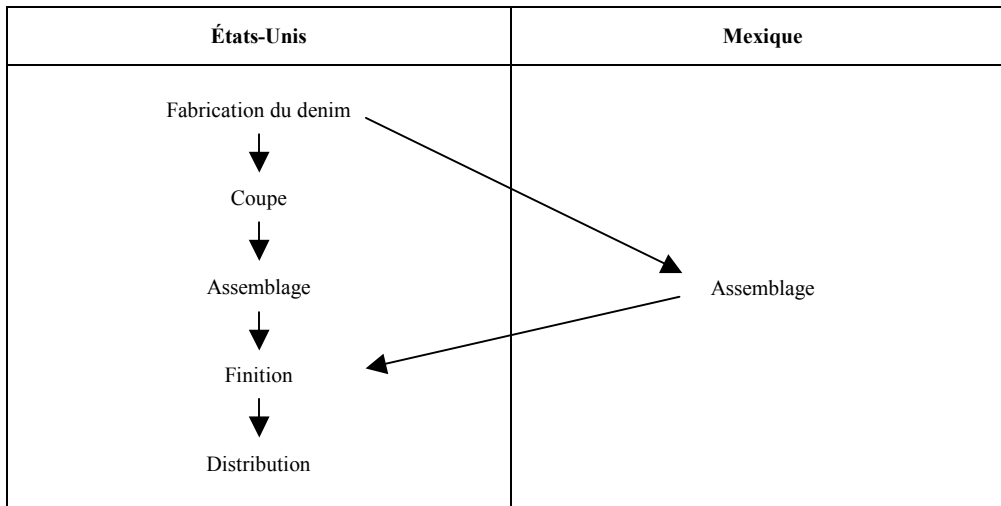 États-Unis
Mexique
Fabrication du denim
Coupe
Assemblage
Assemblage
Finition
Distribution